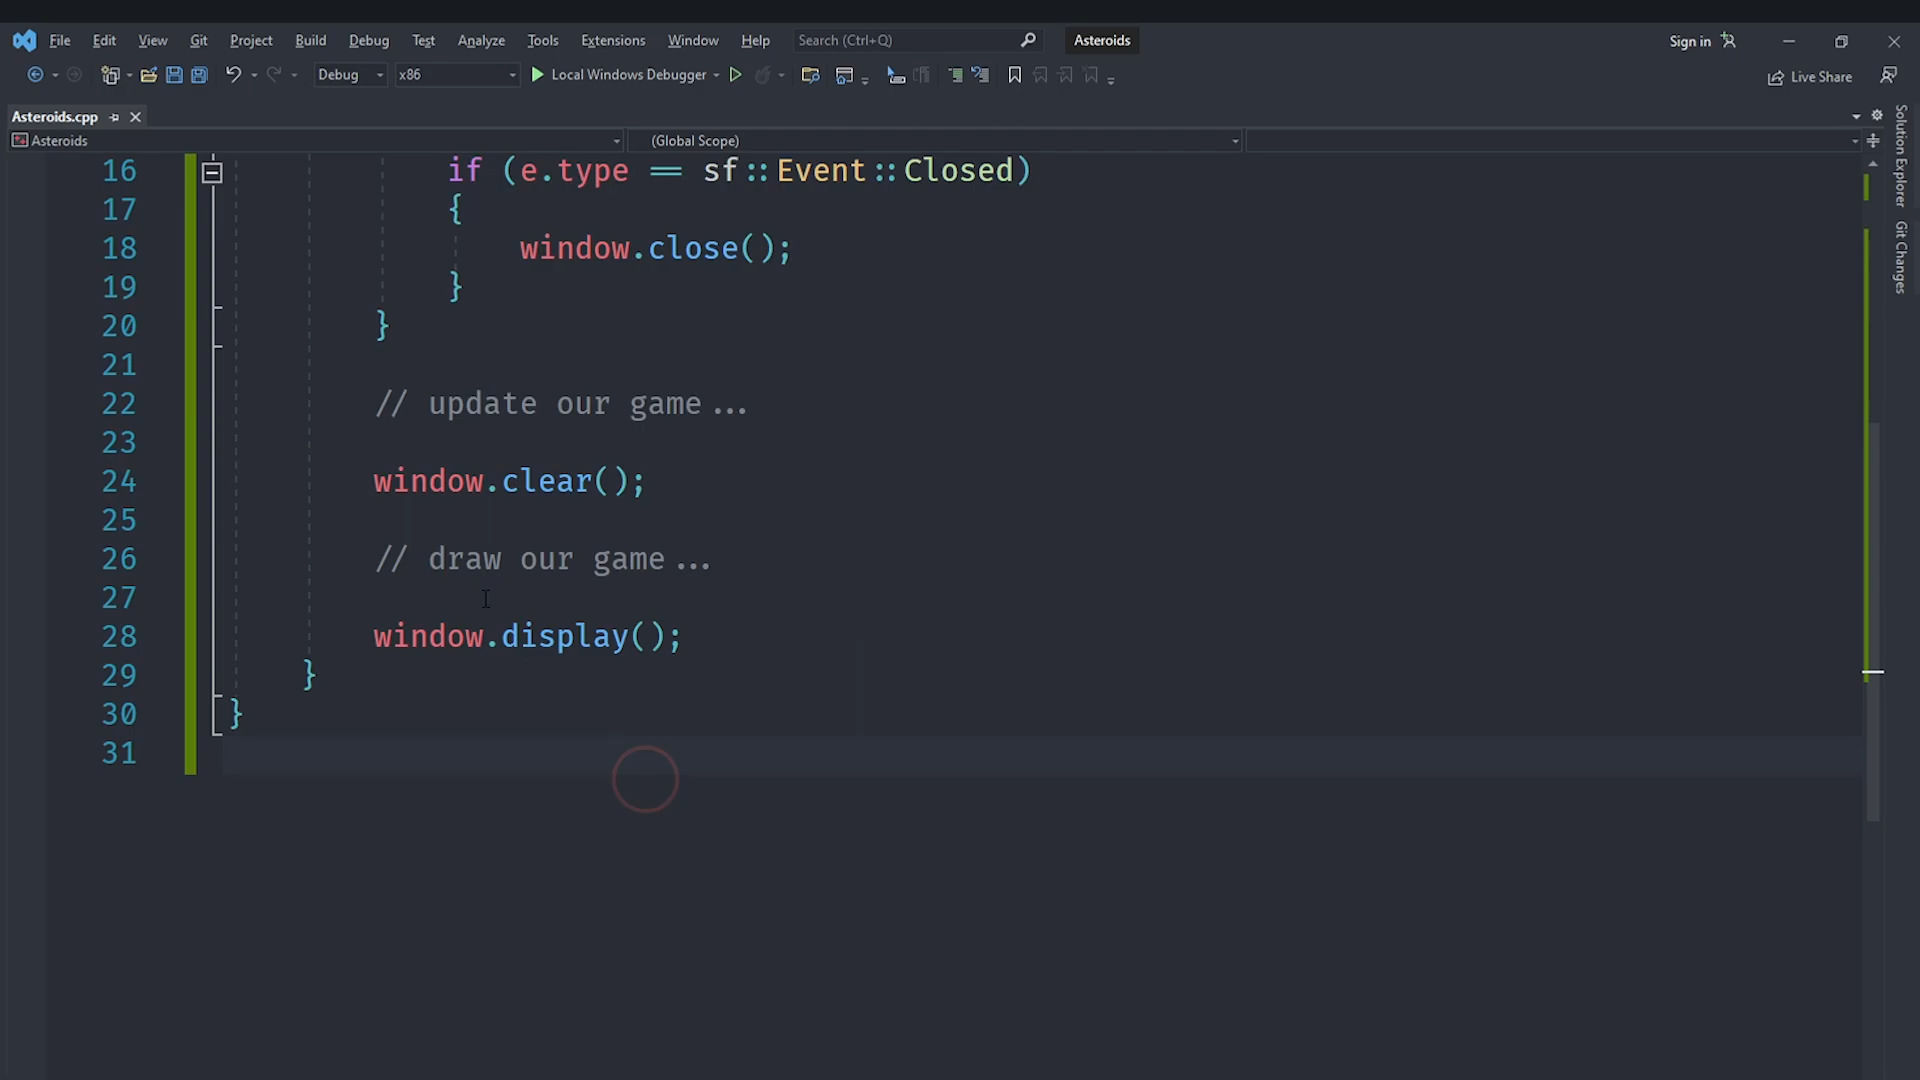 File Edit View Git Project Build Debug Test Analyze Tools Extensions Window Help Search (Ctrl+Q) Asteroids Sign in
Debug x86 Local Windows Debugger Live Share
Asteroids.cpp
Asteroids (Global Scope)
Solution Explorer
Git Changes
16 if (e.type == sf::Event::Closed)
17 {
18 window.close();
19 }
20 }
21
22 // update our game...
23
24 window.clear();
25
26 // draw our game...
27
28 window.display();
29 }
30 }
31